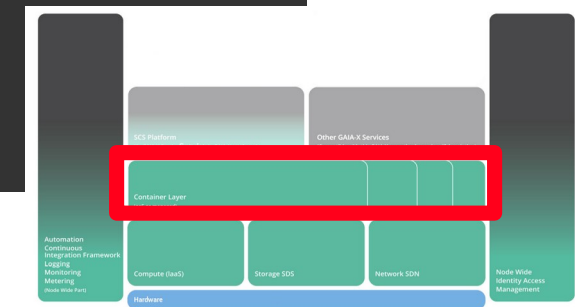 SCS Platform
Other GAIA-X Services
Container Layer
Automation
Continuous
Integration Framework
Logging
Monitoring
Metering
(Node Wide Part)
Compute (IaaS)
Storage SDS
Network SDN
Node Wide
Identity Access
Management
Hardware